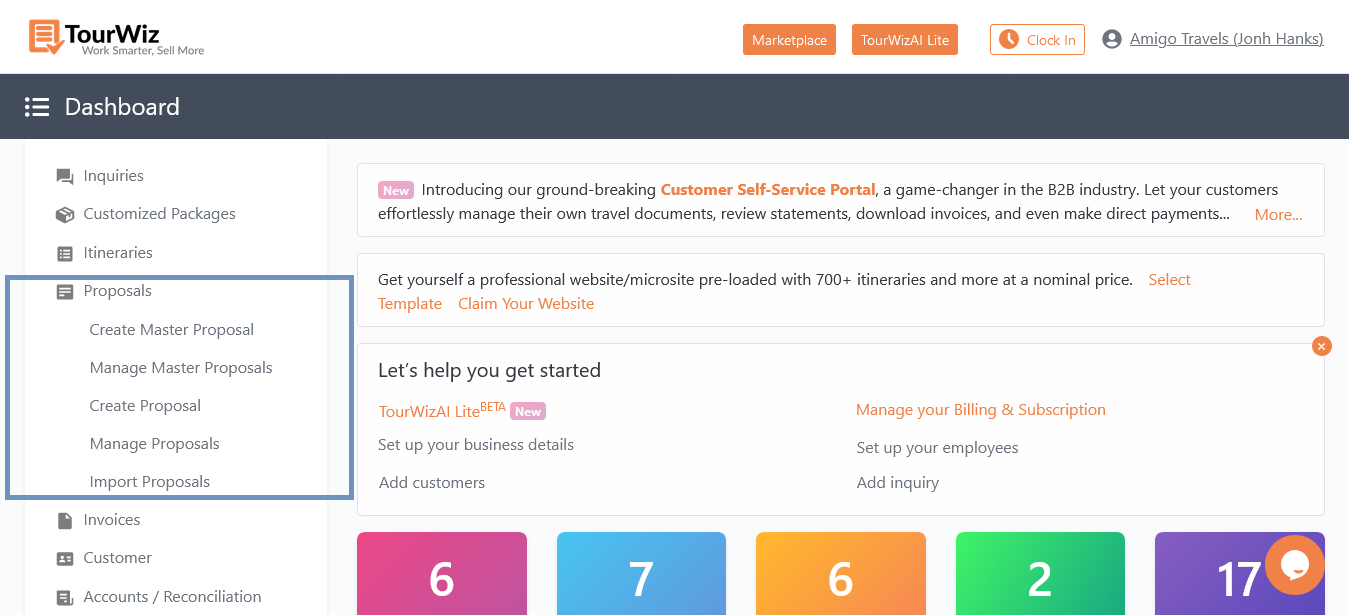 TourWiz
Work Smarter, Sell More
Marketplace
TourWizAI Lite
Clock In
Amigo Travels (Jonh Hanks)
Dashboard
Inquiries
Customized Packages
Itineraries
Proposals
Create Master Proposal
Manage Master Proposals
Create Proposal
Manage Proposals
Import Proposals
Invoices
Customer
Accounts / Reconciliation
New Introducing our ground-breaking Customer Self-Service Portal, a game-changer in the B2B industry. Let your customers
effortlessly manage their own travel documents, review statements, download invoices, and even make direct payments... More...
Get yourself a professional website/microsite pre-loaded with 700+ itineraries and more at a nominal price. Select
Template Claim Your Website
Let's help you get started
TourWizAI Lite BETA New
Manage your Billing & Subscription
Set up your business details
Set up your employees
Add customers
Add inquiry
6
7
6
2
17